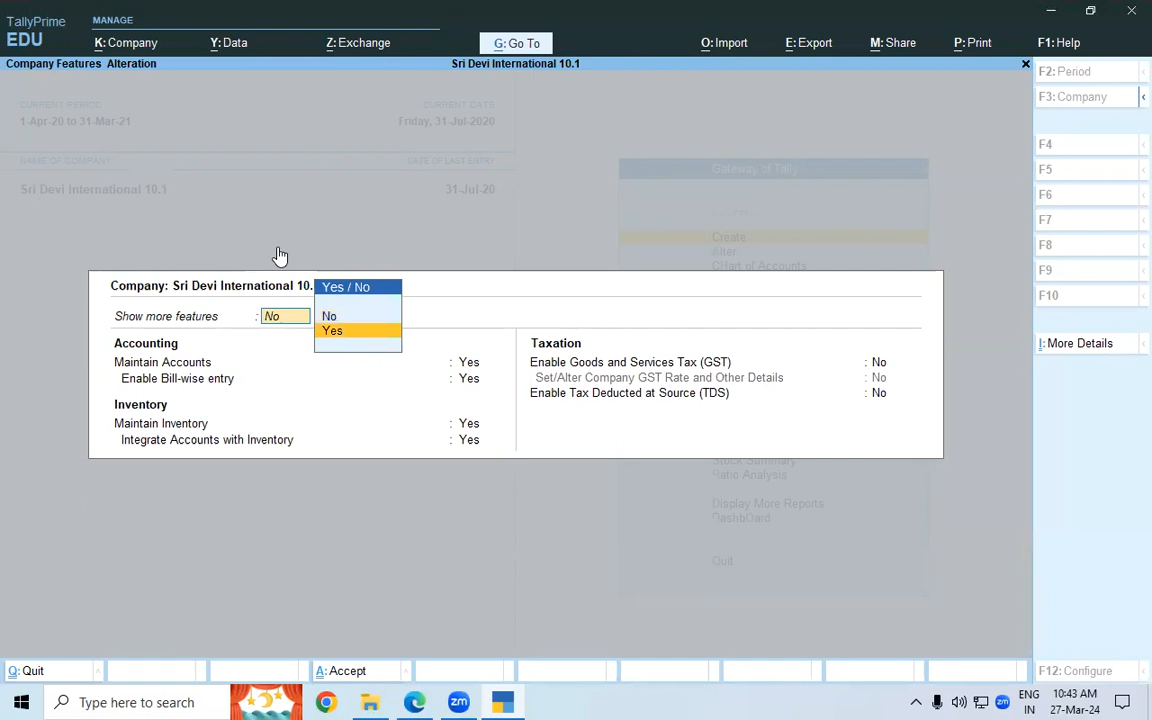 TallyPrime
EDU
MANAGE
K: Company
Y: Data
Z: Exchange
G: Go To
O: Import
E: Export
M: Share
P: Print
F1: Help
Company Features Alteration
Sri Devi International 10.1
×
CURRENT PERIOD
CURRENT DATE
1-Apr-20 to 31-Mar-21
Friday, 31-Jul-2020
NAME OF COMPANY
DATE OF LAST ENTRY
Sri Devi International 10.1
31-Jul-20
Gateway of Tally
Create
Alter
CHart of Accounts
Company: Sri Devi International 10.
Yes / No
Show more features : No
No
Yes
Accounting
Maintain Accounts : Yes
Enable Bill-wise entry : Yes
Inventory
Maintain Inventory : Yes
Integrate Accounts with Inventory : Yes
Taxation
Enable Goods and Services Tax (GST) : No
Set/Alter Company GST Rate and Other Details : No
Enable Tax Deducted at Source (TDS) : No
Stock Summary
Ratio Analysis
Display More Reports
DashbOard
Quit
F2: Period
F3: Company
F4
F5
F6
F7
F8
F9
F10
I: More Details
F12: Configure
Q: Quit
A: Accept
Type here to search
zm
zm
ENG
IN
10:43 AM
27-Mar-24